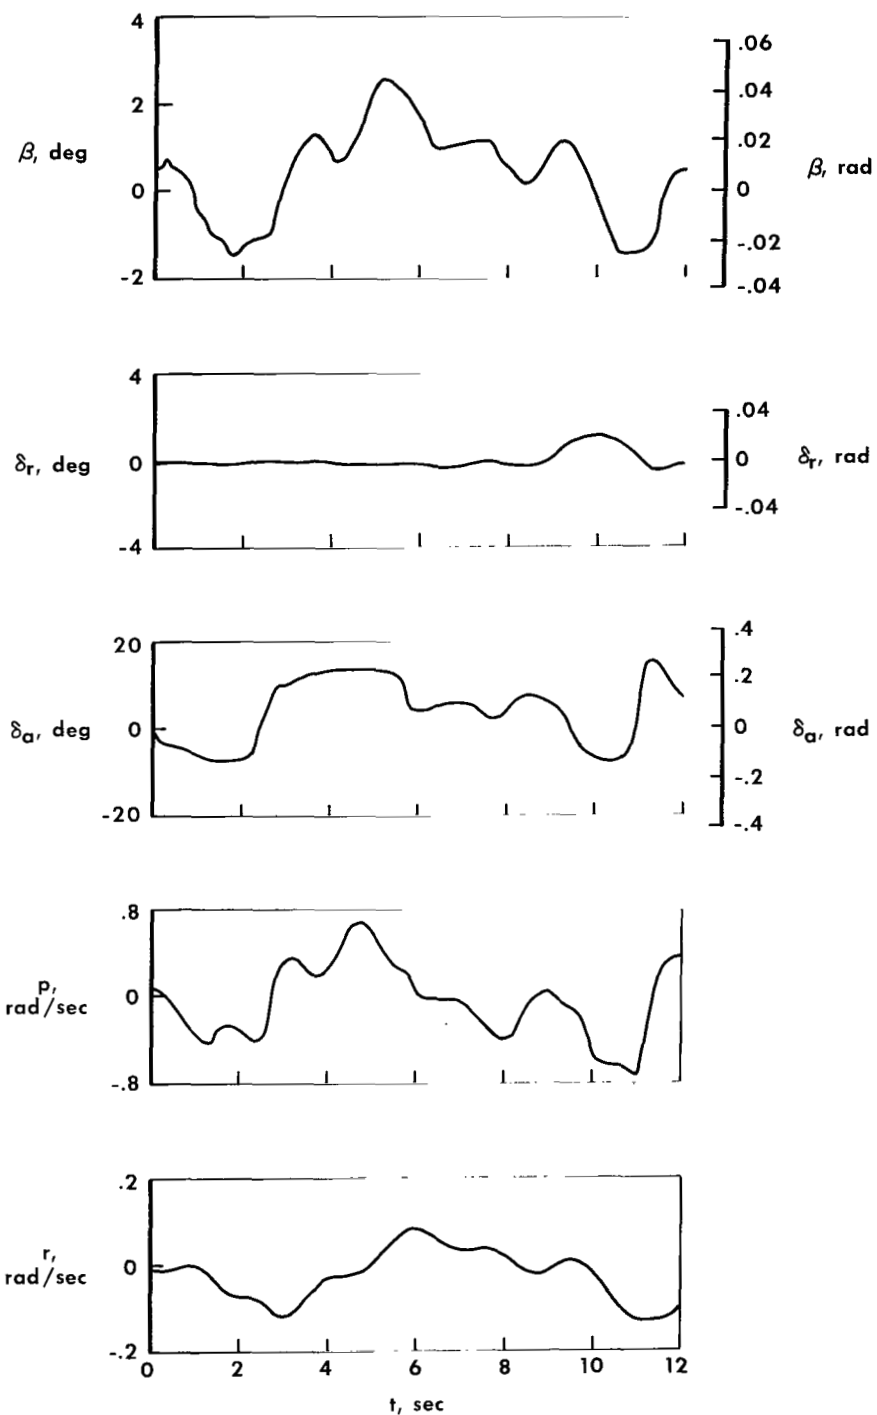 4
.06
.04
2
.02
β, deg
β, rad
0
0
-.02
-2
-.04
4
.04
δr, deg
0
0
δr, rad
-.04
-4
.4
20
.2
δa, deg
0
0
δa, rad
-.2
-20
-.4
.8
p,
0
rad/sec
-.8
.2
r,
0
rad/sec
-.2
0 2 4 6 8 10 12
t, sec